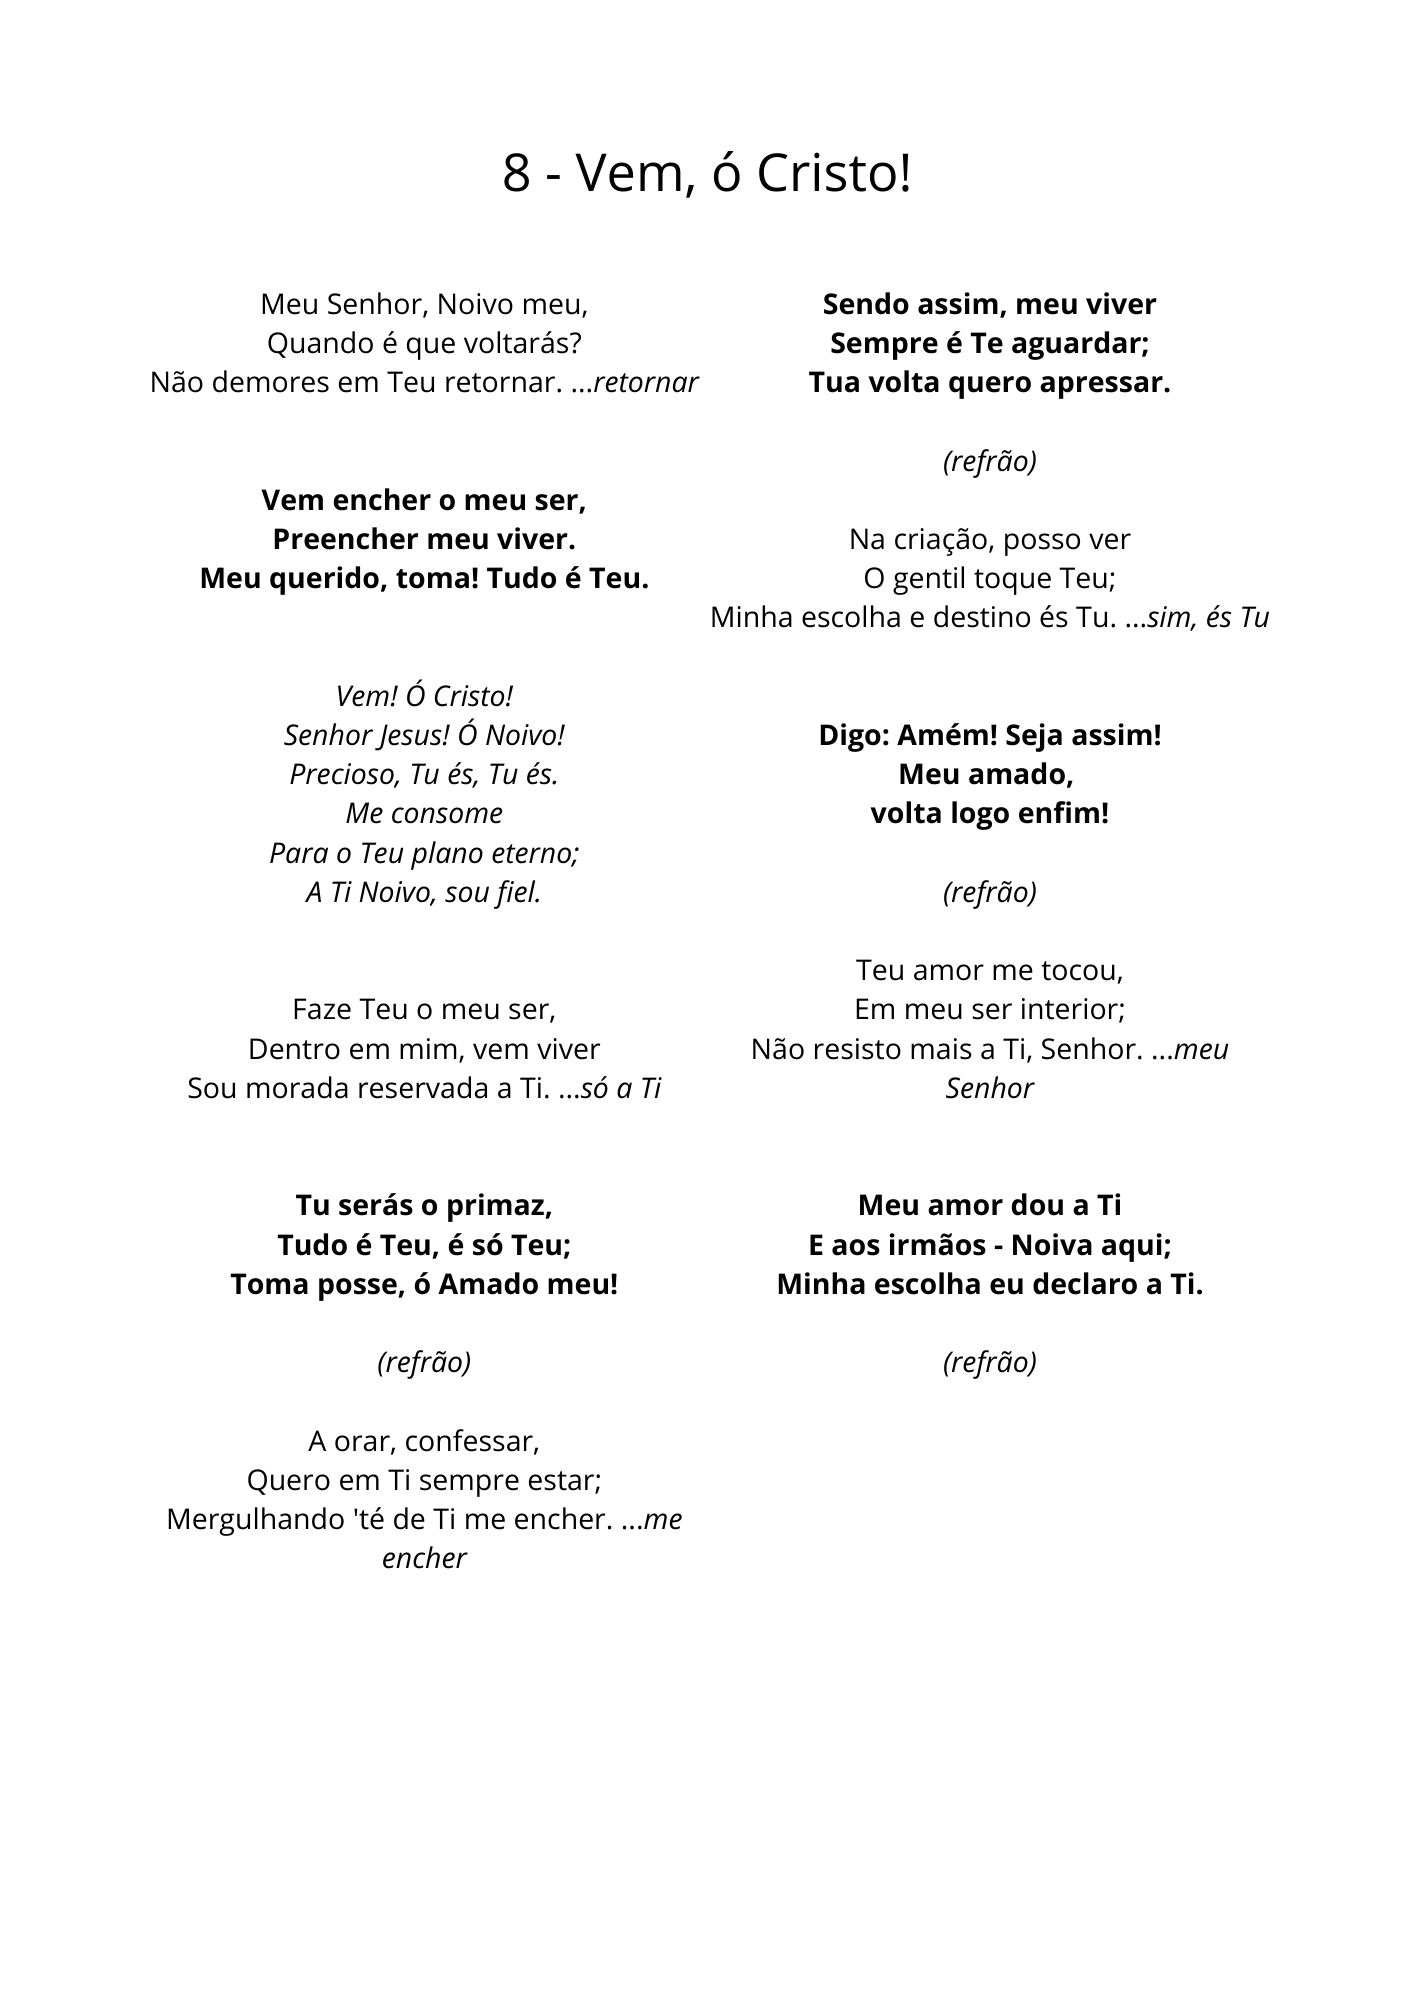 8 - Vem, ó Cristo!
Meu Senhor, Noivo meu,
Quando é que voltarás?
Não demores em Teu retornar. ...retornar
Vem encher o meu ser,
Preencher meu viver.
Meu querido, toma! Tudo é Teu.
Vem! Ó Cristo!
Senhor Jesus! Ó Noivo!
Precioso, Tu és, Tu és.
Me consome
Para o Teu plano eterno;
A Ti Noivo, sou fiel.
Faze Teu o meu ser,
Dentro em mim, vem viver
Sou morada reservada a Ti. ...só a Ti
Tu serás o primaz,
Tudo é Teu, é só Teu;
Toma posse, ó Amado meu!
(refrão)
A orar, confessar,
Quero em Ti sempre estar;
Mergulhando 'té de Ti me encher. ...me
encher
Sendo assim, meu viver
Sempre é Te aguardar;
Tua volta quero apressar.
(refrão)
Na criação, posso ver
O gentil toque Teu;
Minha escolha e destino és Tu. ...sim, és Tu
Digo: Amém! Seja assim!
Meu amado,
volta logo enfim!
(refrão)
Teu amor me tocou,
Em meu ser interior;
Não resisto mais a Ti, Senhor. ...meu
Senhor
Meu amor dou a Ti
E aos irmãos - Noiva aqui;
Minha escolha eu declaro a Ti.
(refrão)